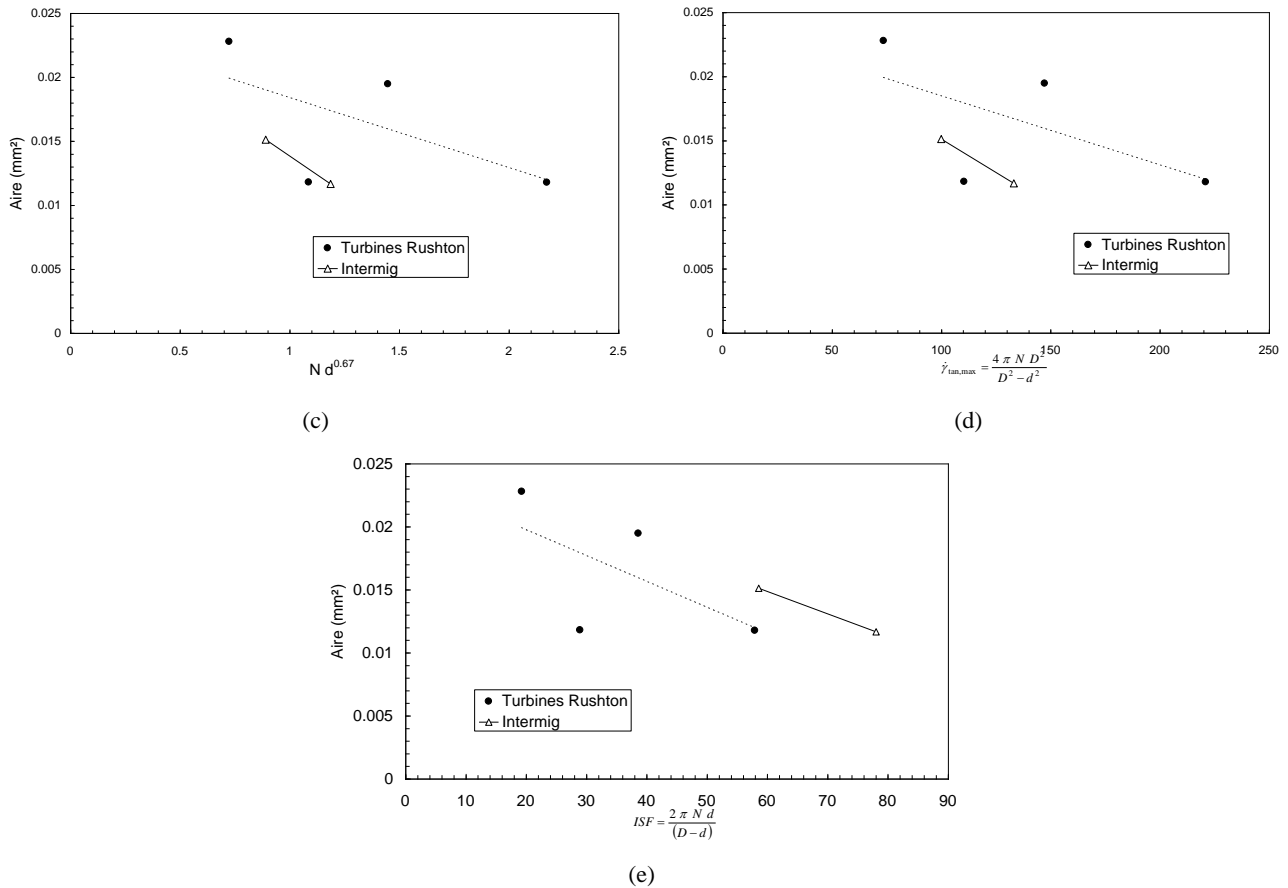 0.025
0.02
0.015
0.01
0.005
0
Aire (mm²)
Turbines Rushton
Intermig
0 0.5 1 1.5 2 2.5
N d^0.67
(c)
0.025
0.02
0.015
0.01
0.005
0
Aire (mm²)
Turbines Rushton
Intermig
0 50 100 150 200 250
γ̇_tan,max = 4 π N D² / D² − d²
(d)
0.025
0.02
0.015
0.01
0.005
0
Aire (mm²)
Turbines Rushton
Intermig
0 10 20 30 40 50 60 70 80 90
ISF = 2 π N d / (D − d)
(e)